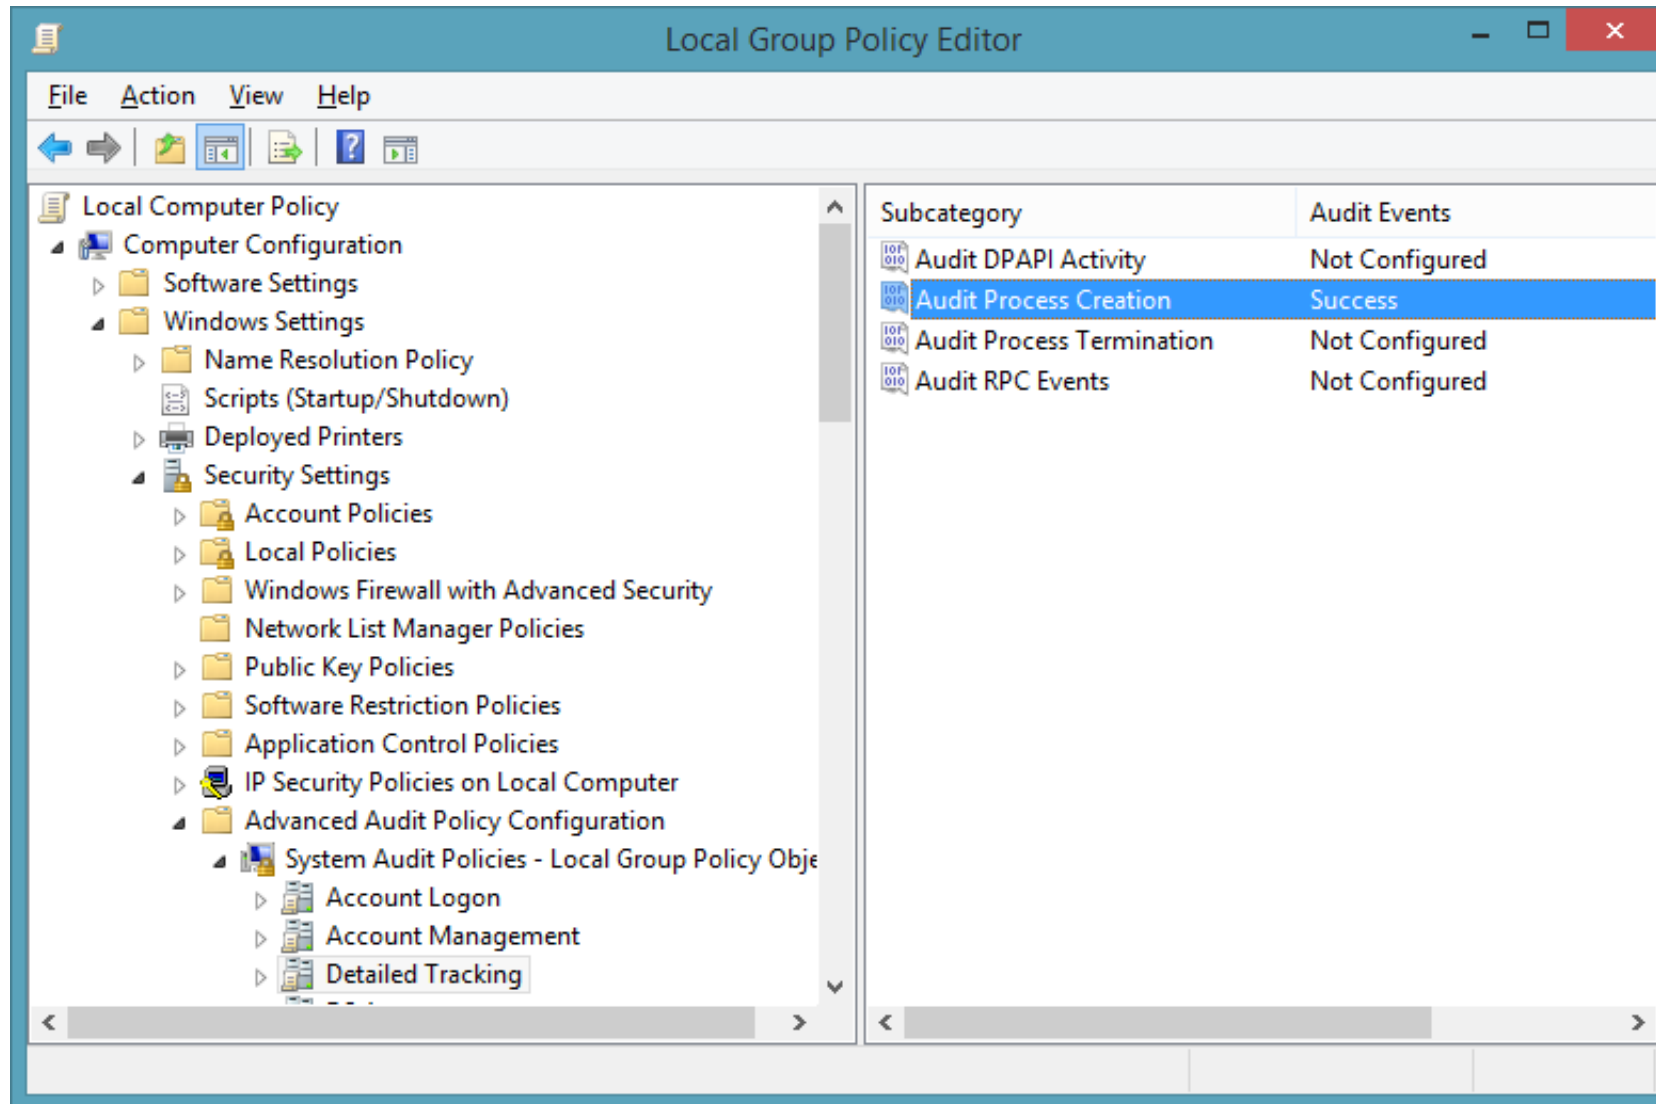 Local Group Policy Editor
File Action View Help
Local Computer Policy
Computer Configuration
Software Settings
Windows Settings
Name Resolution Policy
Scripts (Startup/Shutdown)
Deployed Printers
Security Settings
Account Policies
Local Policies
Windows Firewall with Advanced Security
Network List Manager Policies
Public Key Policies
Software Restriction Policies
Application Control Policies
IP Security Policies on Local Computer
Advanced Audit Policy Configuration
System Audit Policies - Local Group Policy Obje
Account Logon
Account Management
Detailed Tracking
Subcategory Audit Events
Audit DPAPI Activity Not Configured
Audit Process Creation Success
Audit Process Termination Not Configured
Audit RPC Events Not Configured